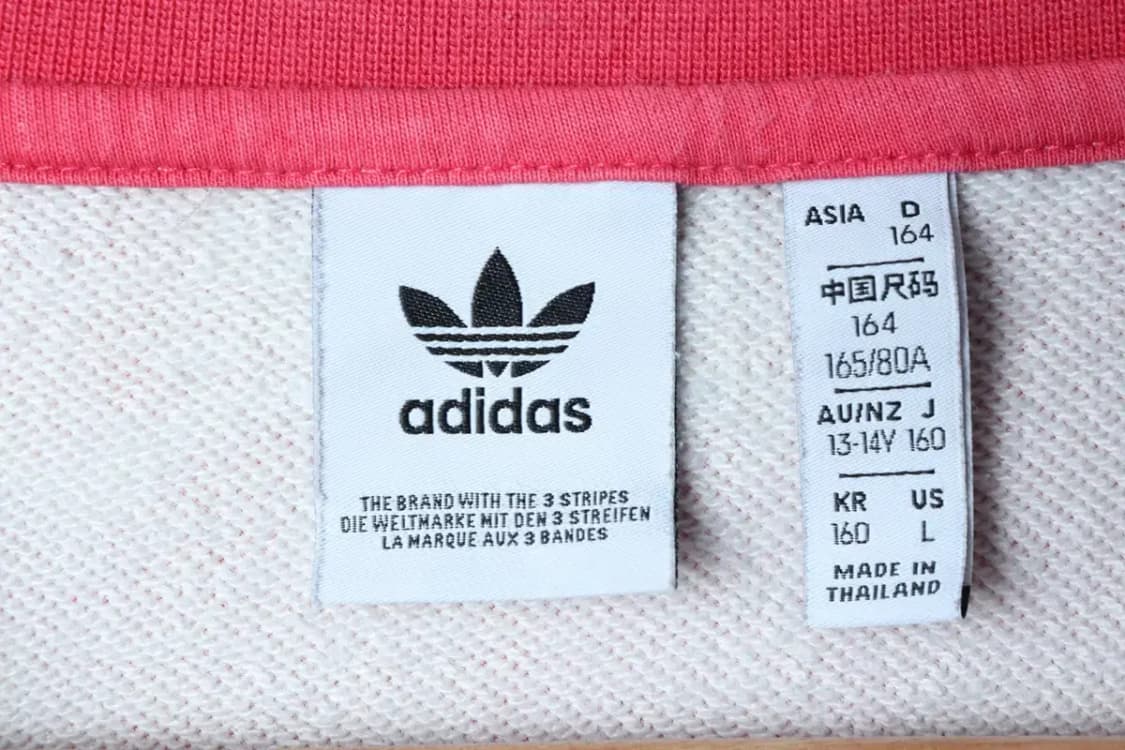 adidas
THE BRAND WITH THE 3 STRIPES
DIE WELTMARKE MIT DEN 3 STREIFEN
LA MARQUE AUX 3 BANDES
ASIA D
164
中国尺码
164
165/80A
AU/NZ J
13-14Y 160
KR US
160 L
MADE IN
THAILAND